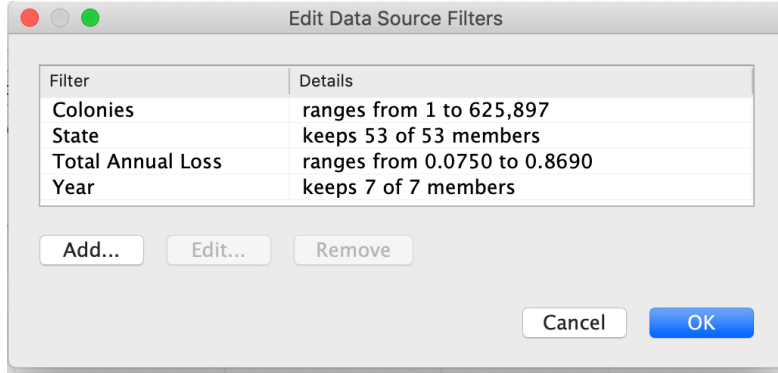 Edit Data Source Filters
Filter Details
Colonies ranges from 1 to 625,897
State keeps 53 of 53 members
Total Annual Loss ranges from 0.0750 to 0.8690
Year keeps 7 of 7 members
Add... Edit... Remove
Cancel OK